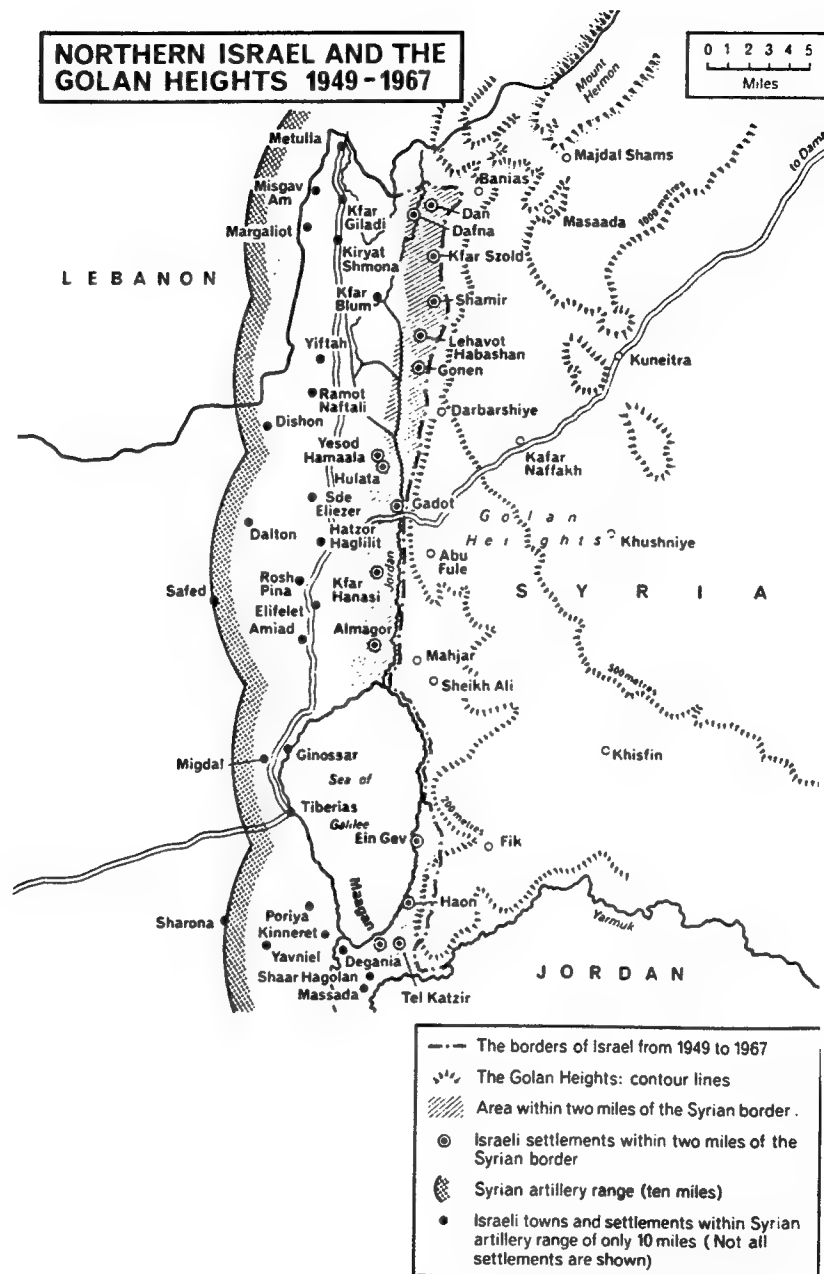 NORTHERN ISRAEL AND THE
GOLAN HEIGHTS 1949-1967
0 1 2 3 4 5
Miles
Mount
Hermon
Metulla
Majdal Shams
to Dama
Banias
Misgav
Am
Dan
Masaada
1000 metres
Kfar
Giladi
Dafna
Margaliot
Kiryat
Shmona
Kfar Szold
LEBANON
Kfar
Blum
Shamir
Lehavot
Habashan
Yiftah
Kuneitra
Gonen
Ramot
Naftali
Darbarshiye
Dishon
Yesod
Hamaala
Kafar
Naffakh
Hulata
Sde
Eliezer
Gadot
Golan
Heights
Dalton
Hatzor
Haglilit
Khushniye
Abu
Fule
Jordan
Rosh
Pina
Kfar
Hanasi
SYRIA
Safed
Elifelet
Amiad
Almagor
Mahjar
Sheikh Ali
500 metres
Ginossar
Khisfin
Migdal
Sea of
Galilee
Tiberias
200 metres
Ein Gev
Fik
Maagan
Haon
Poriya
Sharona
Kinneret
Yarmuk
Yavniel
Degania
JORDAN
Shaar Hagolan
Massada
Tel Katzir
The borders of Israel from 1949 to 1967
The Golan Heights: contour lines
Area within two miles of the Syrian border.
Israeli settlements within two miles of the
Syrian border
Syrian artillery range (ten miles)
Israeli towns and settlements within Syrian
artillery range of only 10 miles (Not all
settlements are shown)